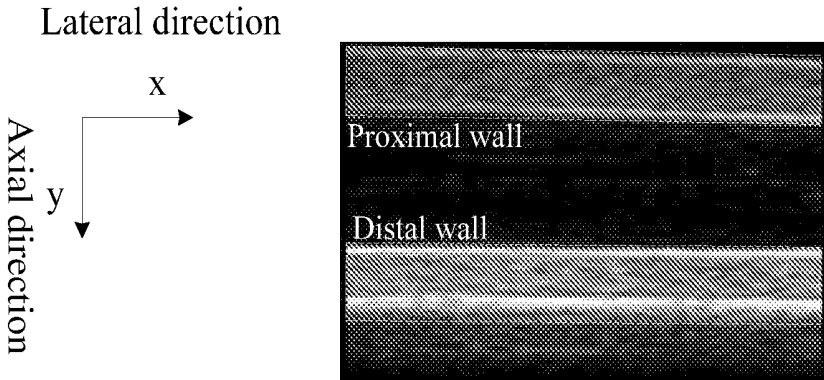 Lateral direction
x
y
Axial direction
Proximal wall
Distal wall